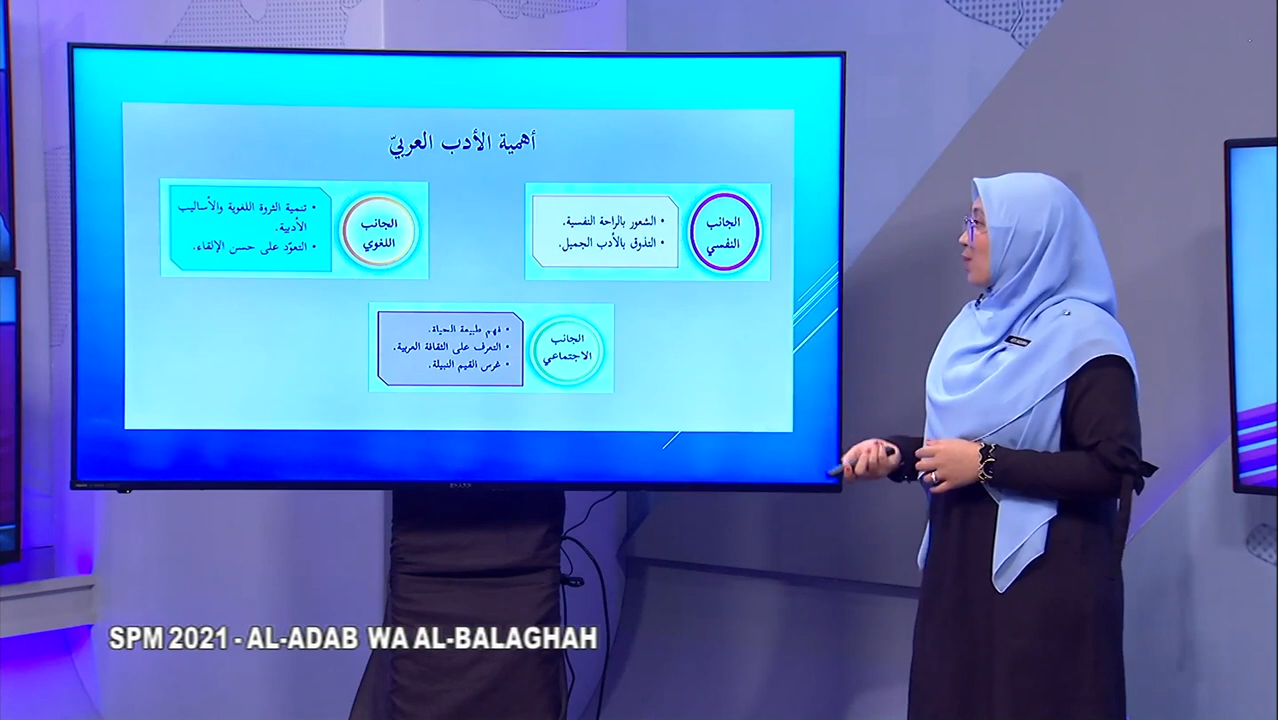 أهمية الأدب العربيّ
الجانب
النفسي
• الشعور بالراحة النفسية.
• التذوق بالأدب الجميل.
الجانب
اللغوي
• تنمية الثروة اللغوية والأساليب
الأدبية.
• التعوّد على حسن الإلقاء.
الجانب
الاجتماعي
• فهم طبيعة الحياة.
• التعرف على الثقافة العربية.
• غرس القيم النبيلة.
SPM 2021 - AL-ADAB WA AL-BALAGHAH